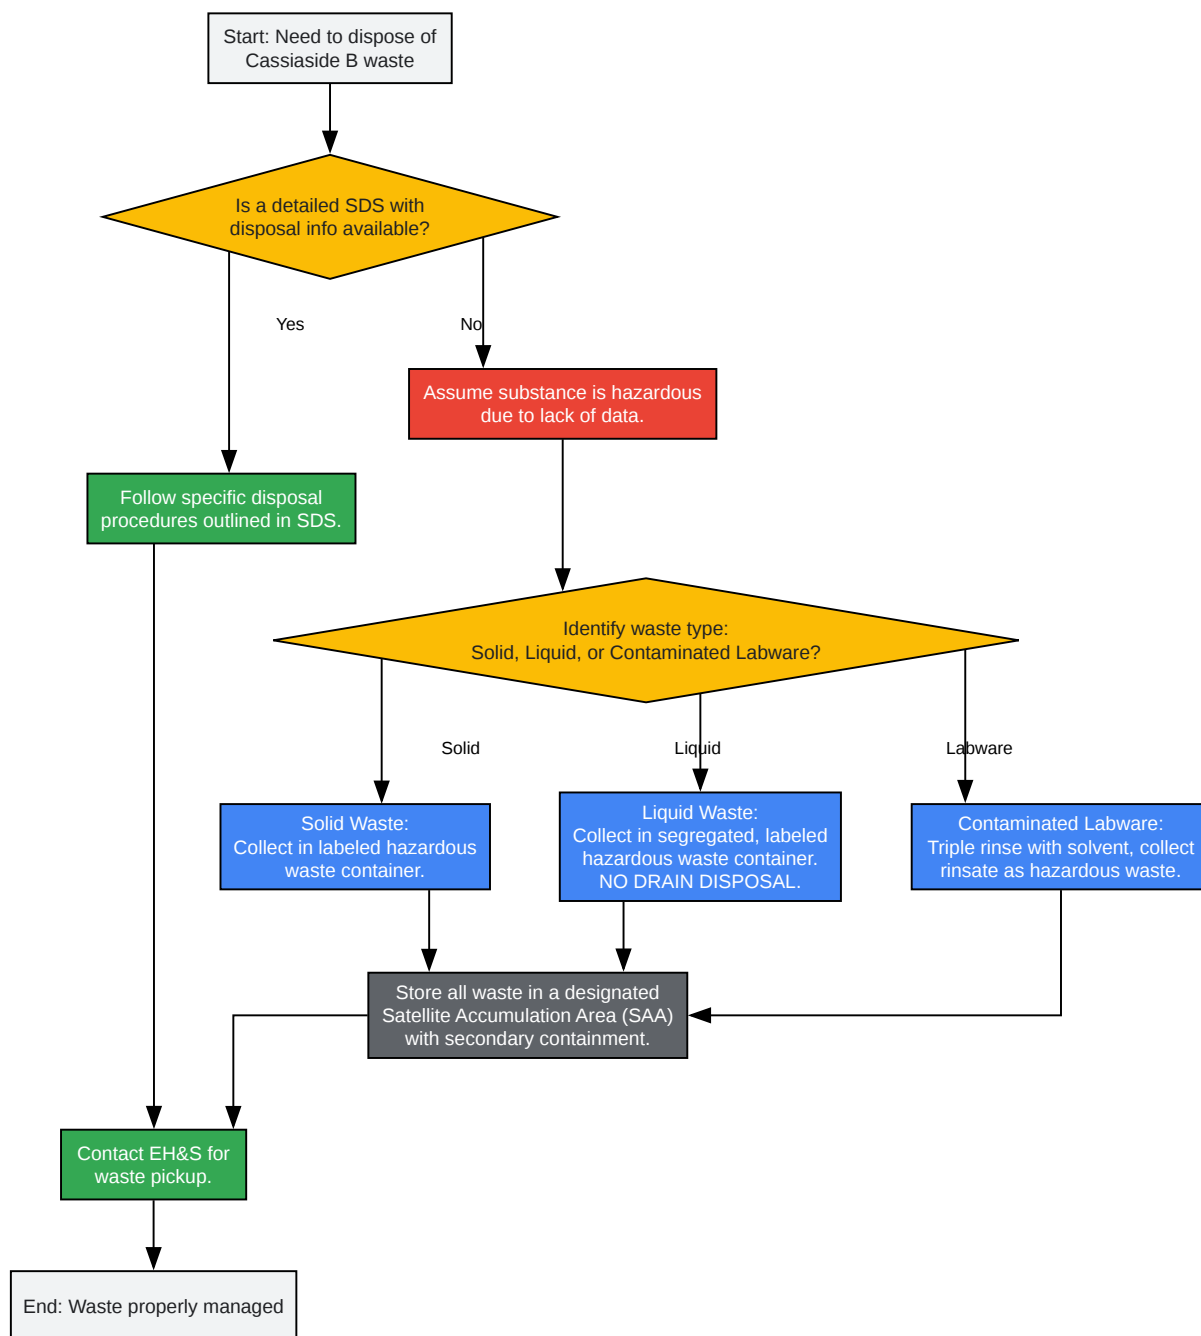 Start: Need to dispose of
Cassiaside B waste
Is a detailed SDS with
disposal info available?
Yes
No
Assume substance is hazardous
due to lack of data.
Follow specific disposal
procedures outlined in SDS.
Identify waste type:
Solid, Liquid, or Contaminated Labware?
Solid
Liquid
Labware
Solid Waste:
Collect in labeled hazardous
waste container.
Liquid Waste:
Collect in segregated, labeled
hazardous waste container.
NO DRAIN DISPOSAL.
Contaminated Labware:
Triple rinse with solvent, collect
rinsate as hazardous waste.
Store all waste in a designated
Satellite Accumulation Area (SAA)
with secondary containment.
Contact EH&S for
waste pickup.
End: Waste properly managed